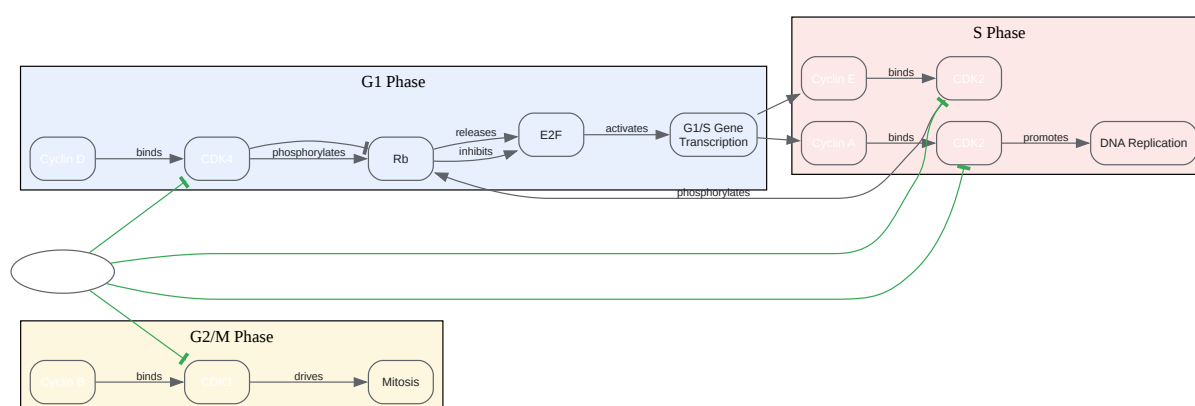 S Phase
Cyclin E
binds
CDK2
G1 Phase
Cyclin D
binds
CDK4
phosphorylates
Rb
releases
inhibits
E2F
activates
G1/S Gene
Transcription
Cyclin A
binds
CDK2
promotes
DNA Replication
phosphorylates
G2/M Phase
Cyclin B
binds
CDK1
drives
Mitosis